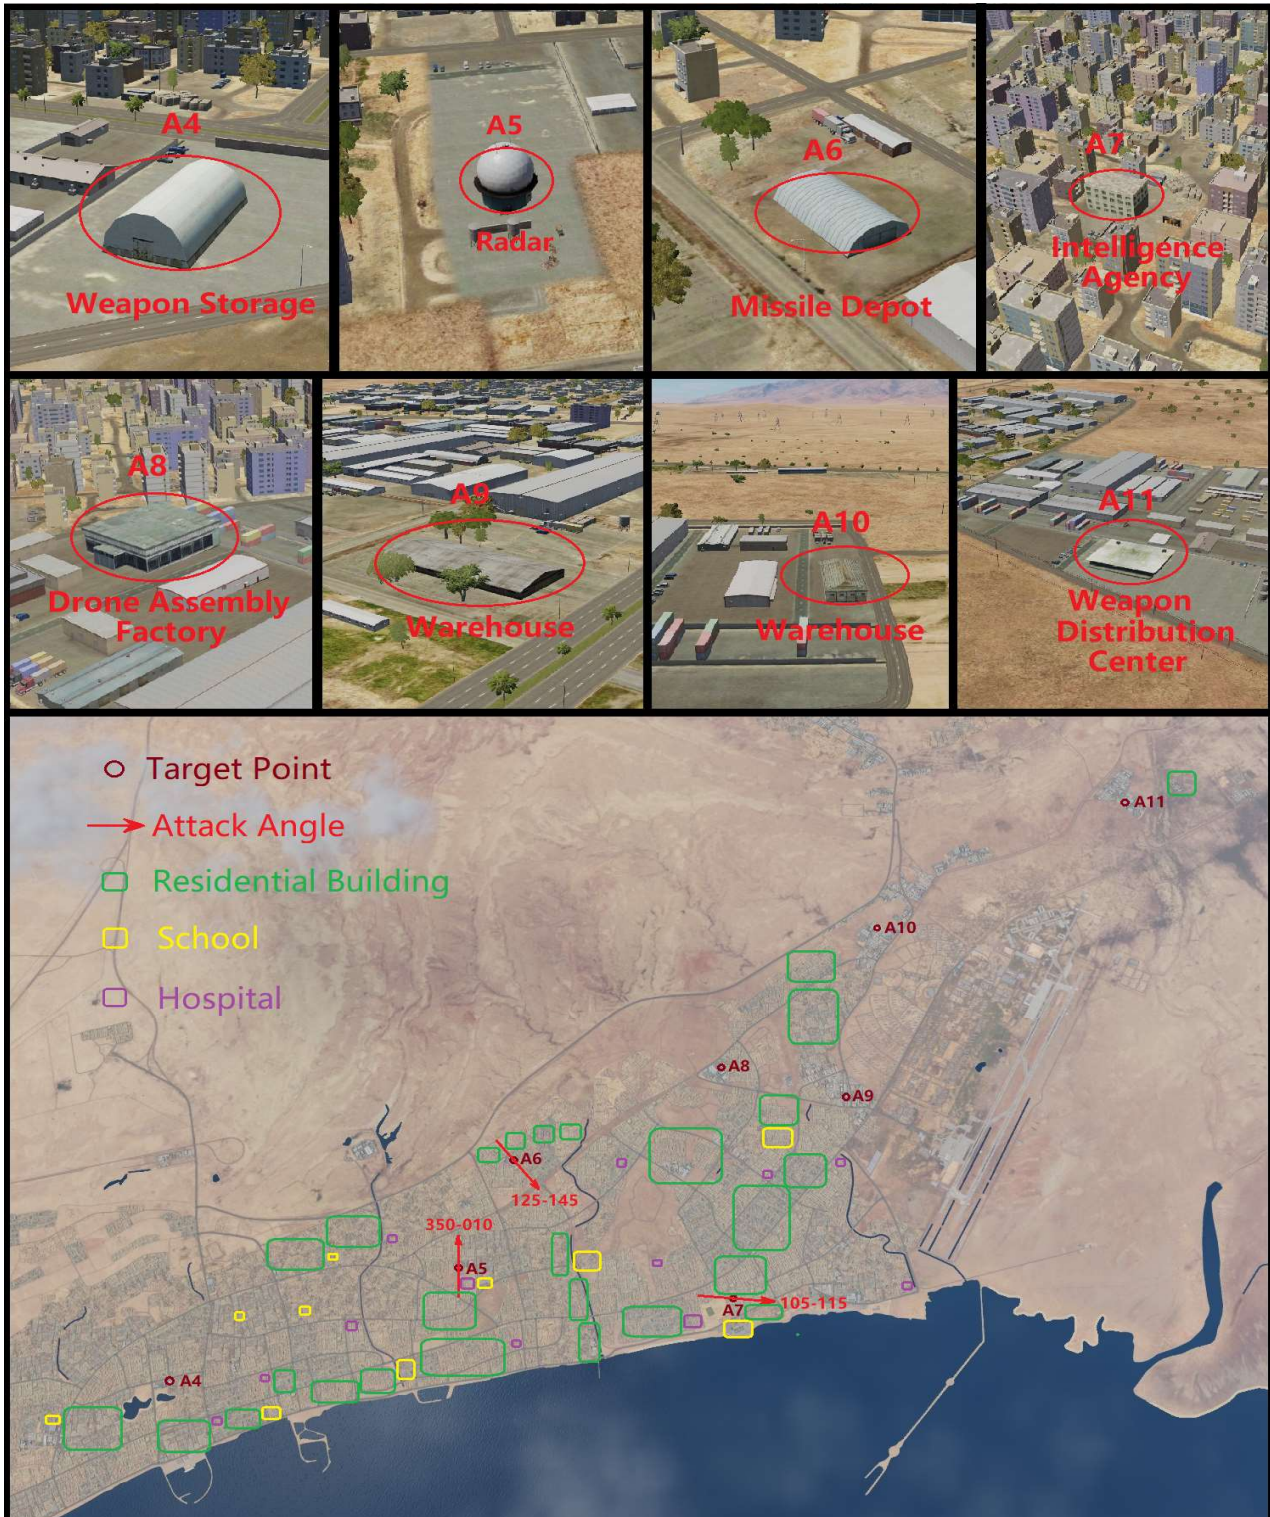 A4
Weapon Storage
A5
Radar
A6
Missile Depot
A7
Intelligence
Agency
A8
Drone Assembly
Factory
A9
Warehouse
A10
Warehouse
A11
Weapon
Distribution
Center
Target Point
Attack Angle
Residential Building
School
Hospital
A11
A10
A8
A9
A6
125-145
350-010
A5
A7
105-115
A4